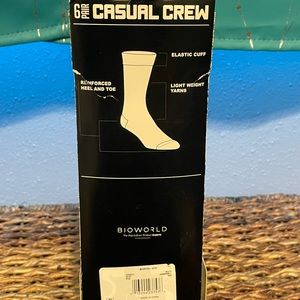 6 PAIR CASUAL CREW
ELASTIC CUFF
REINFORCED
HEEL AND TOE
LIGHT WEIGHT
YARNS
BIOWORLD